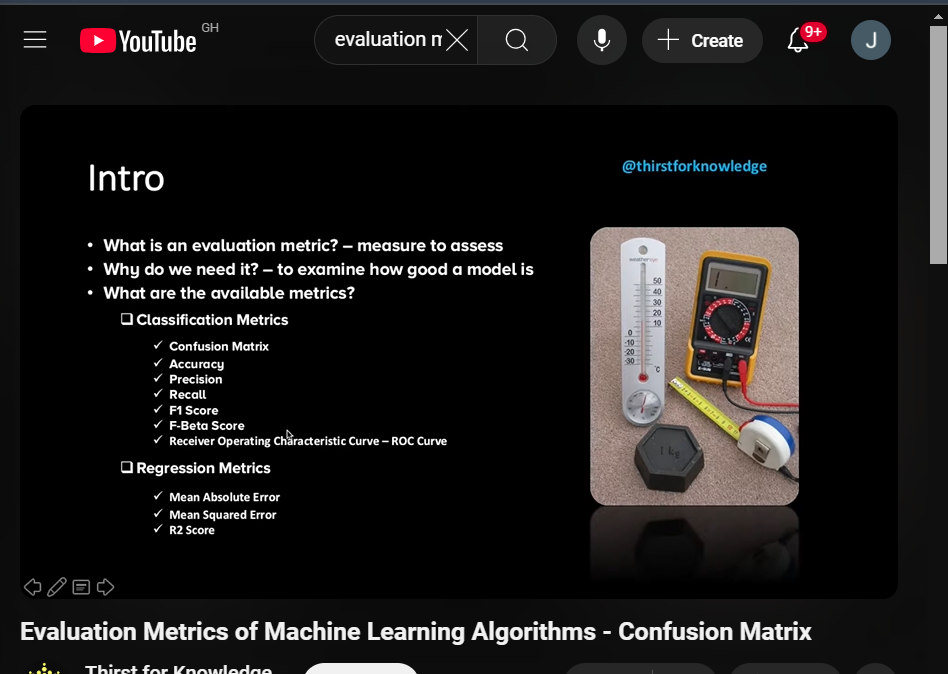 YouTube GH
evaluation m
Create
9+
J
Intro
@thirstforknowledge
• What is an evaluation metric? – measure to assess
• Why do we need it? – to examine how good a model is
• What are the available metrics?
❑ Classification Metrics
✓ Confusion Matrix
✓ Accuracy
✓ Precision
✓ Recall
✓ F1 Score
✓ F-Beta Score
✓ Receiver Operating Characteristic Curve – ROC Curve
❑ Regression Metrics
✓ Mean Absolute Error
✓ Mean Squared Error
✓ R2 Score
50
40
30
20
10
0
-10
-20
-30
°C
1 kg
Evaluation Metrics of Machine Learning Algorithms - Confusion Matrix
Thirst for Knowledge